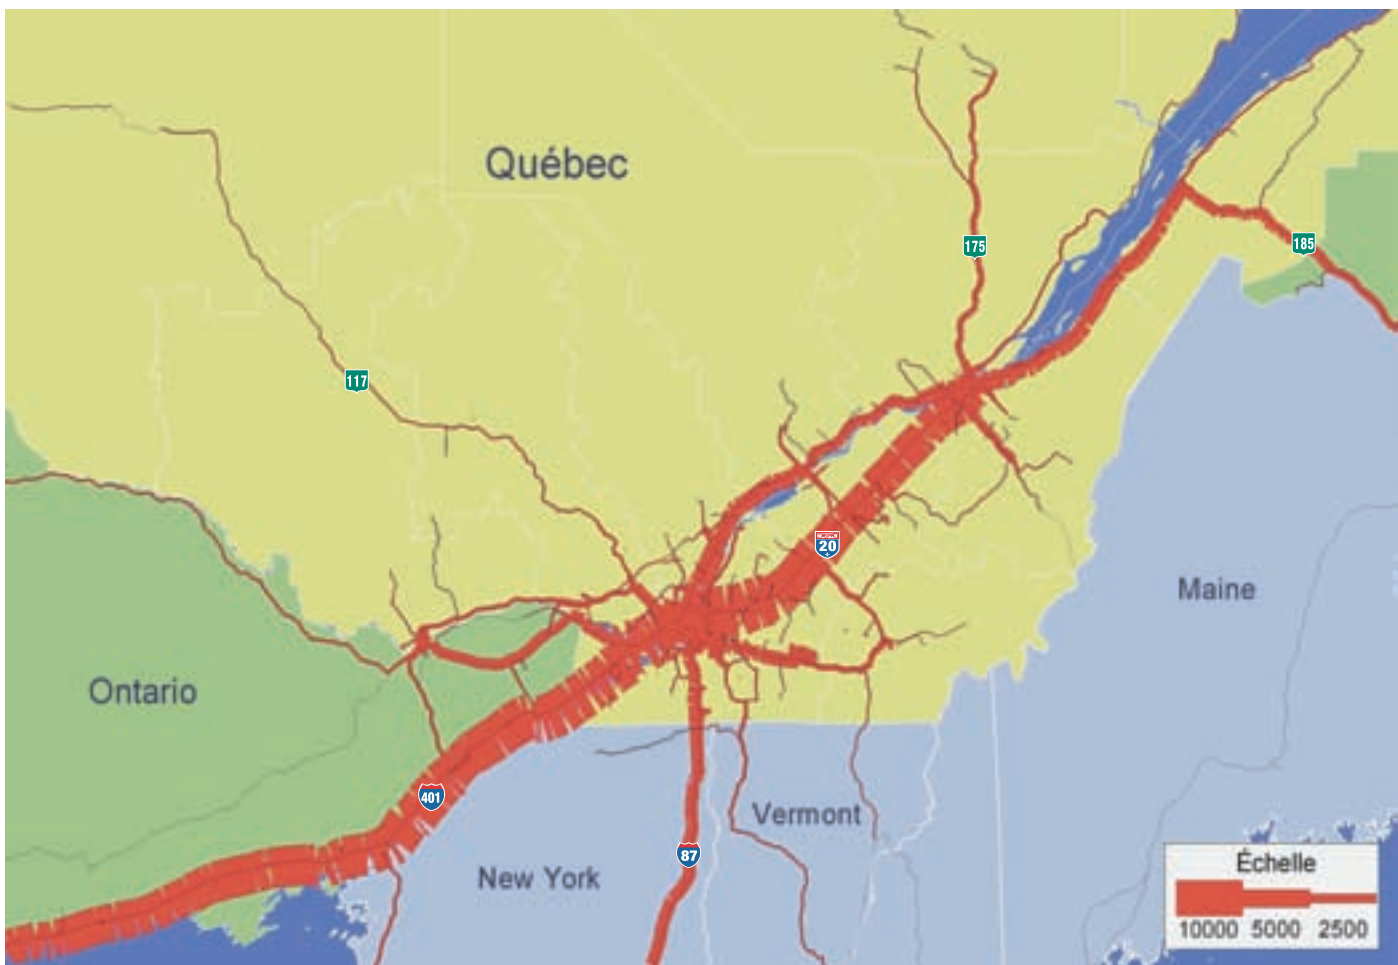 Québec
175
185
117
20
Maine
Ontario
401
Vermont
87
New York
Échelle
10000 5000 2500